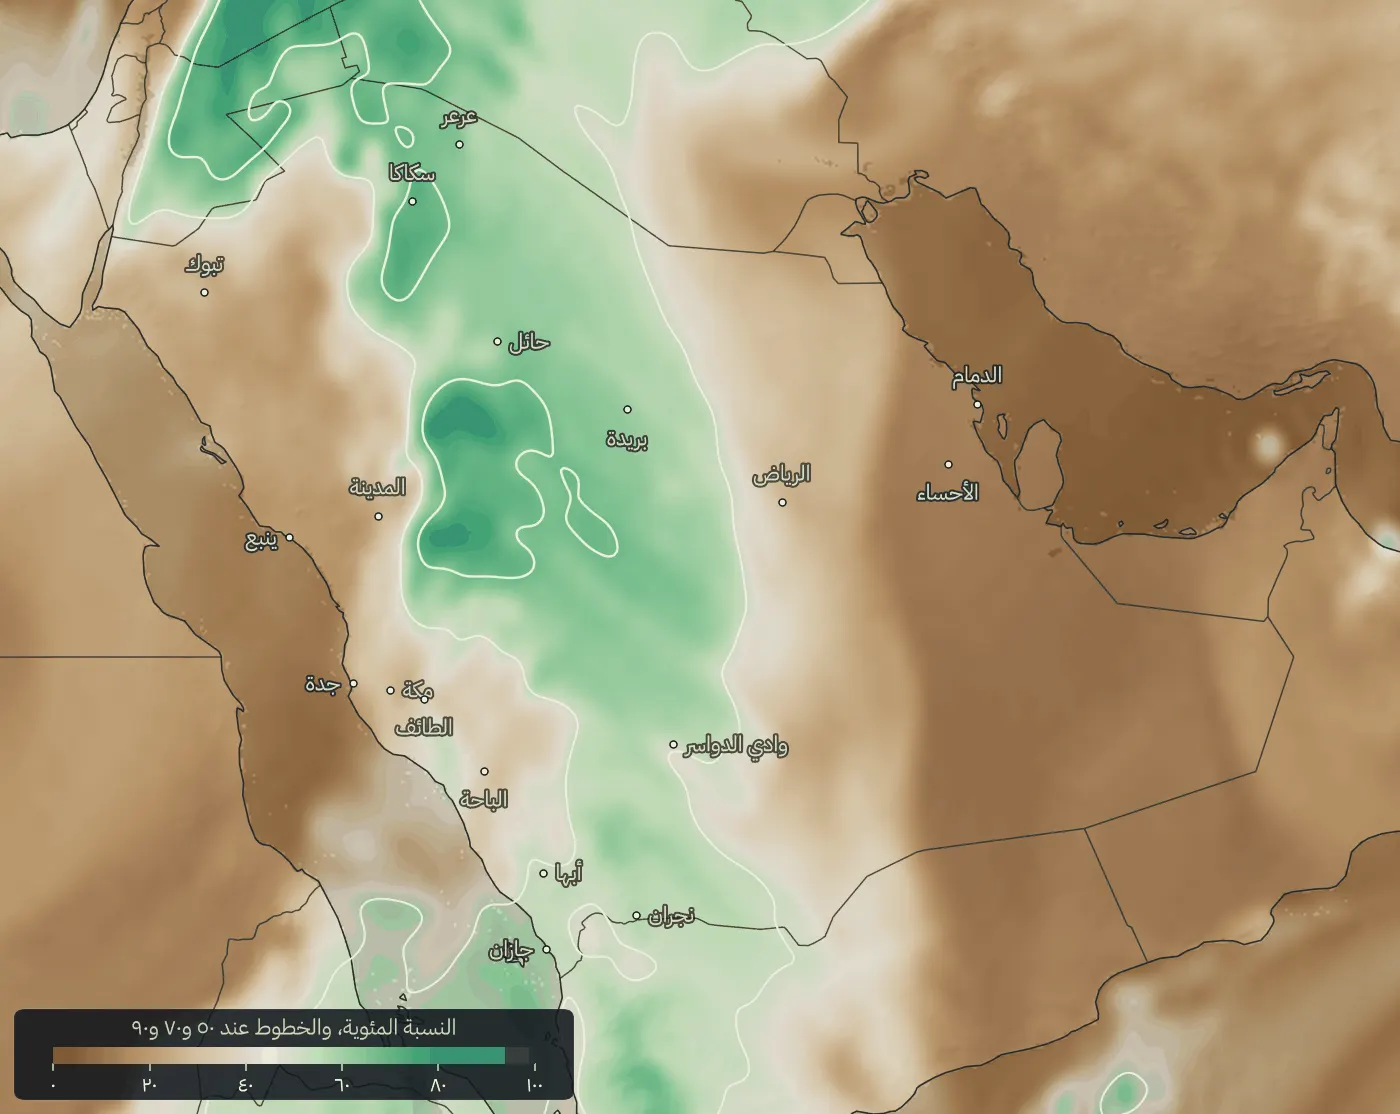 عرعر
سكاكا
تبوك
حائل
الدمام
بريدة
الرياض
المدينة
الأحساء
ينبع
جدة
مكة
الطائف
وادي الدواسر
الباحة
أبها
نجران
جازان
النسبة المئوية، والخطوط عند ٥٠ و٧٠ و٩٠
٠ ٢٠ ٤٠ ٦٠ ٨٠ ١٠٠